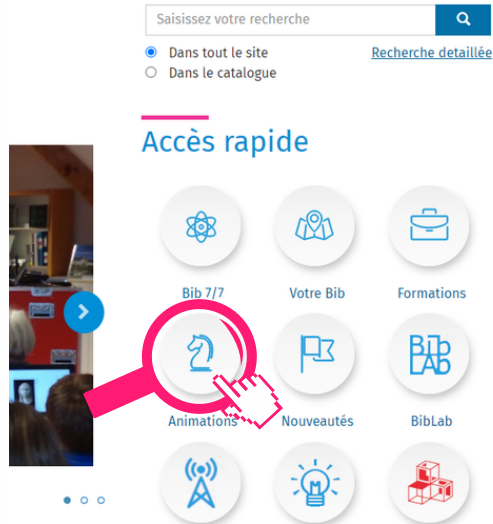 Saisissez votre recherche
Dans tout le site
Recherche detaillée
Dans le catalogue
Accès rapide
Bib 7/7
Votre Bib
Formations
BibLAb
Animations
Nouveautés
BibLab